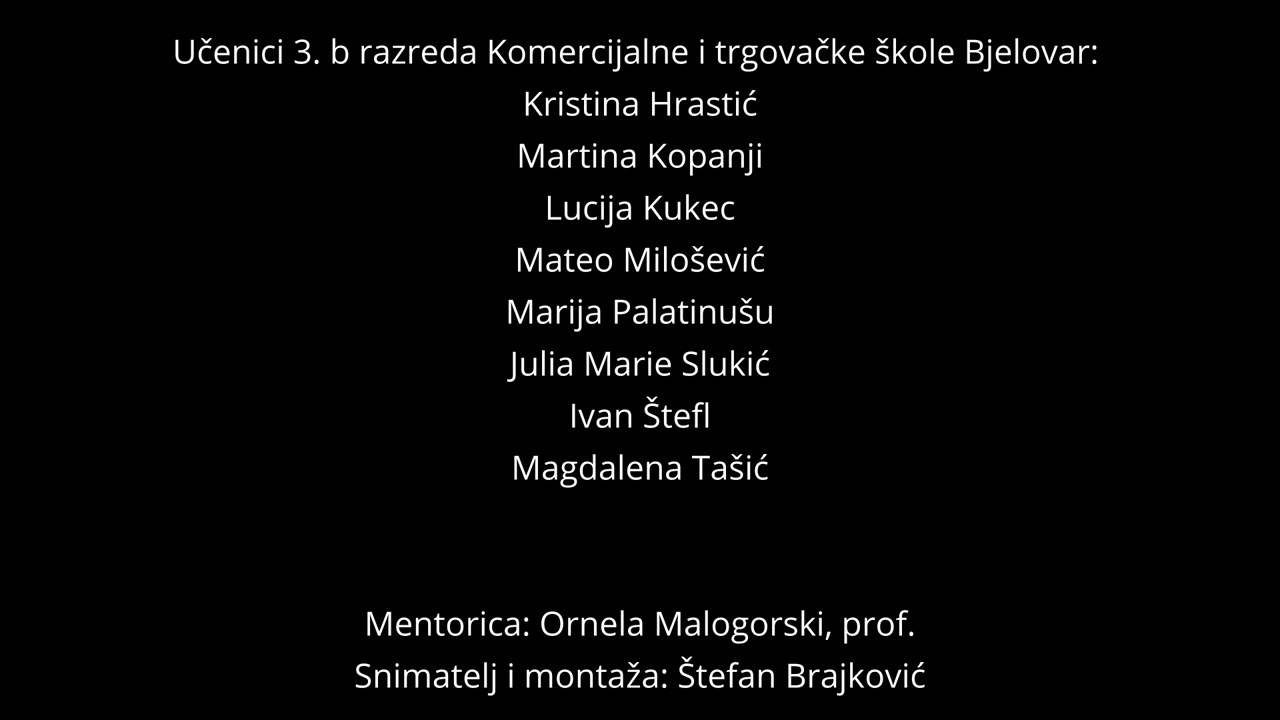 Učenici 3. b razreda Komercijalne i trgovačke škole Bjelovar:
Kristina Hrastić
Martina Kopanji
Lucija Kukec
Mateo Milošević
Marija Palatinušu
Julia Marie Slukić
Ivan Štefl
Magdalena Tašić
Mentorica: Ornela Malogorski, prof.
Snimatelj i montaža: Štefan Brajković